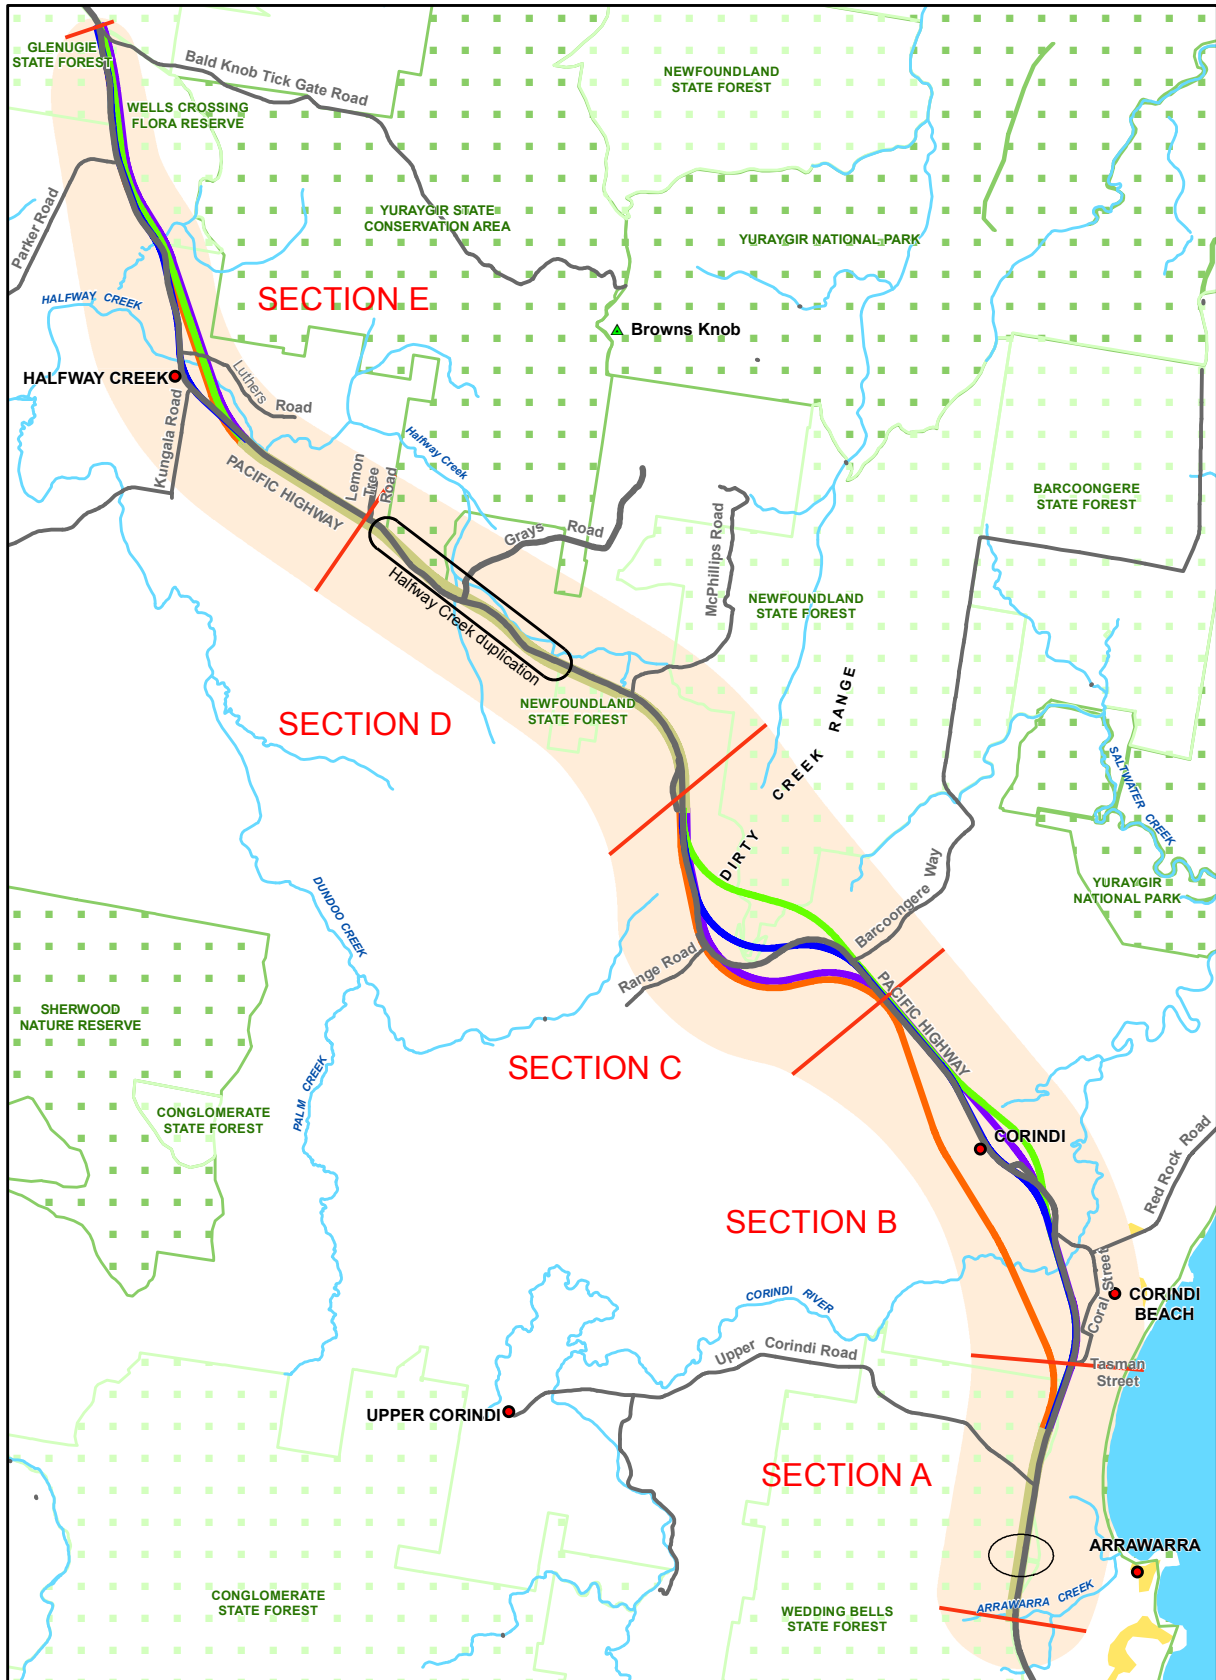 GLENUGIE
STATE FOREST
Bald Knob Tick Gate Road
NEWFOUNDLAND
STATE FOREST
WELLS CROSSING
FLORA RESERVE
Parker Road
YURAYGIR STATE
CONSERVATION AREA
YURAYGIR NATIONAL PARK
HALFWAY CREEK
SECTION E
Browns Knob
HALFWAY CREEK
Luthers Road
Kungala Road
PACIFIC HIGHWAY
Lemon
Tree
Road
Halfway Creek
Grays Road
McPhillips Road
BARCOONGERE
STATE FOREST
Halfway Creek duplication
NEWFOUNDLAND
STATE FOREST
NEWFOUNDLAND
STATE FOREST
SECTION D
DIRTY CREEK RANGE
SALTWATER CREEK
YURAYGIR
NATIONAL PARK
Barcoongere Way
DUNDOO CREEK
Range Road
PACIFIC HIGHWAY
SHERWOOD
NATURE RESERVE
SECTION C
PALM CREEK
CONGLOMERATE
STATE FOREST
CORINDI
Red Rock Road
SECTION B
Coral Street
CORINDI
BEACH
CORINDI RIVER
Upper Corindi Road
Tasman
Street
UPPER CORINDI
SECTION A
ARRAWARRA
ARRAWARRA CREEK
CONGLOMERATE
STATE FOREST
WEDDING BELLS
STATE FOREST